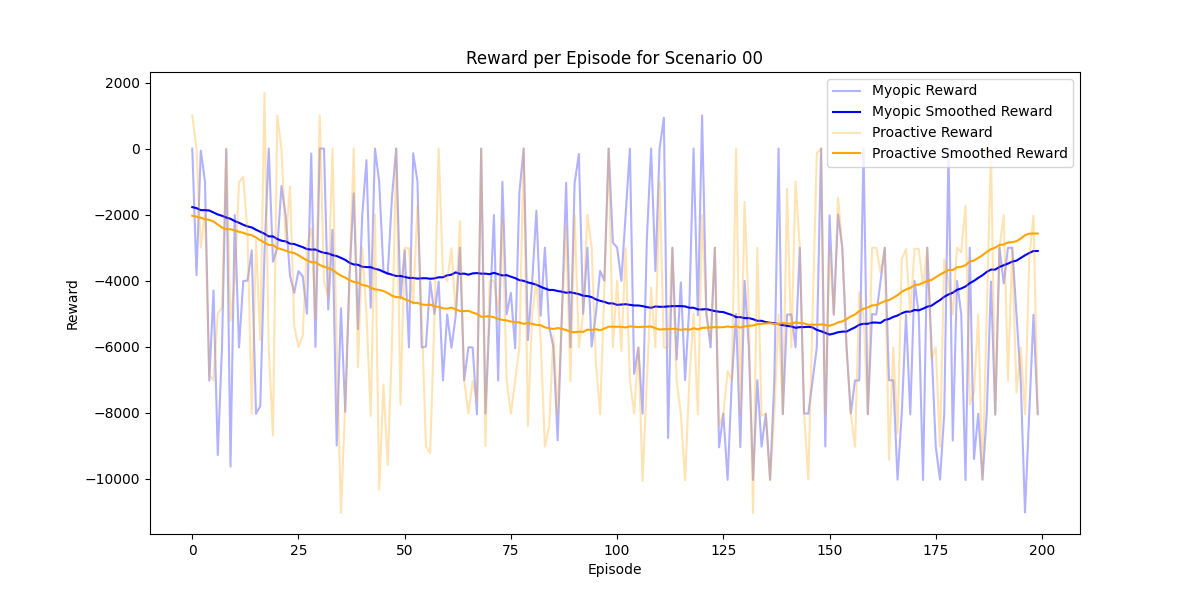 Reward per Episode for Scenario 00
Myopic Reward
Myopic Smoothed Reward
Proactive Reward
Proactive Smoothed Reward
Reward
2000
0
−2000
−4000
−6000
−8000
−10000
0 25 50 75 100 125 150 175 200
Episode